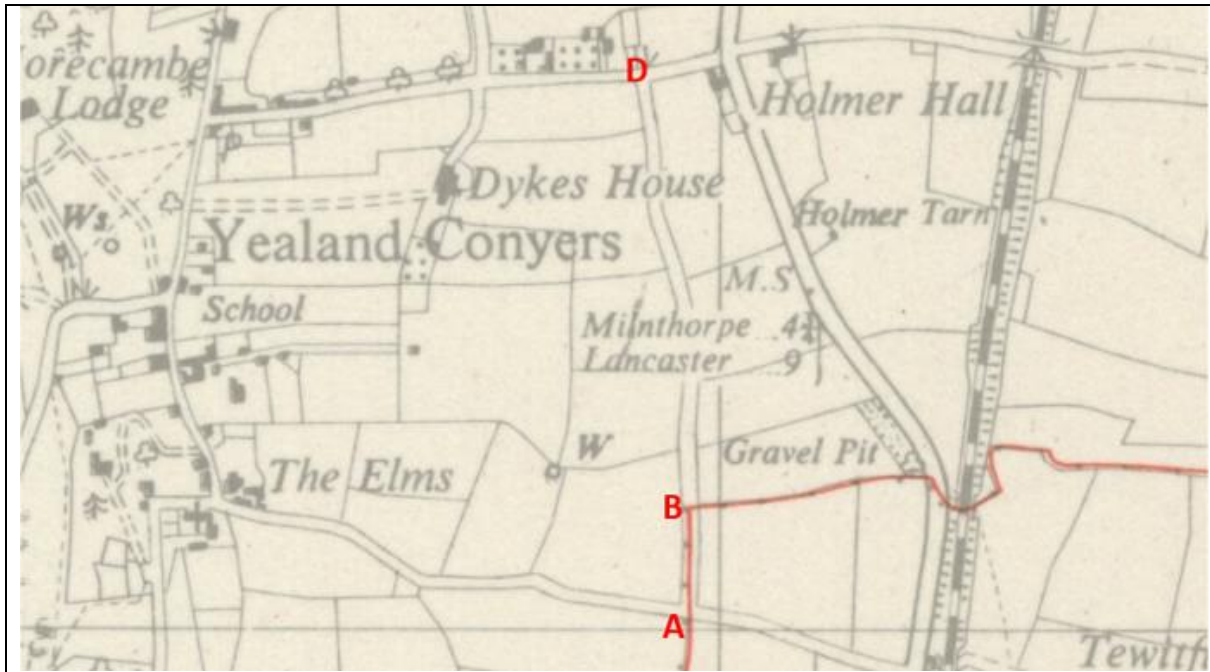 orecambe
Lodge
D
Holmer Hall
Dykes House
Ws
Holmer Tarn
Yealand Conyers
M.S
School
Milnthorpe 4¾
Lancaster 9
W
Gravel Pit
The Elms
B
A
Tewitf